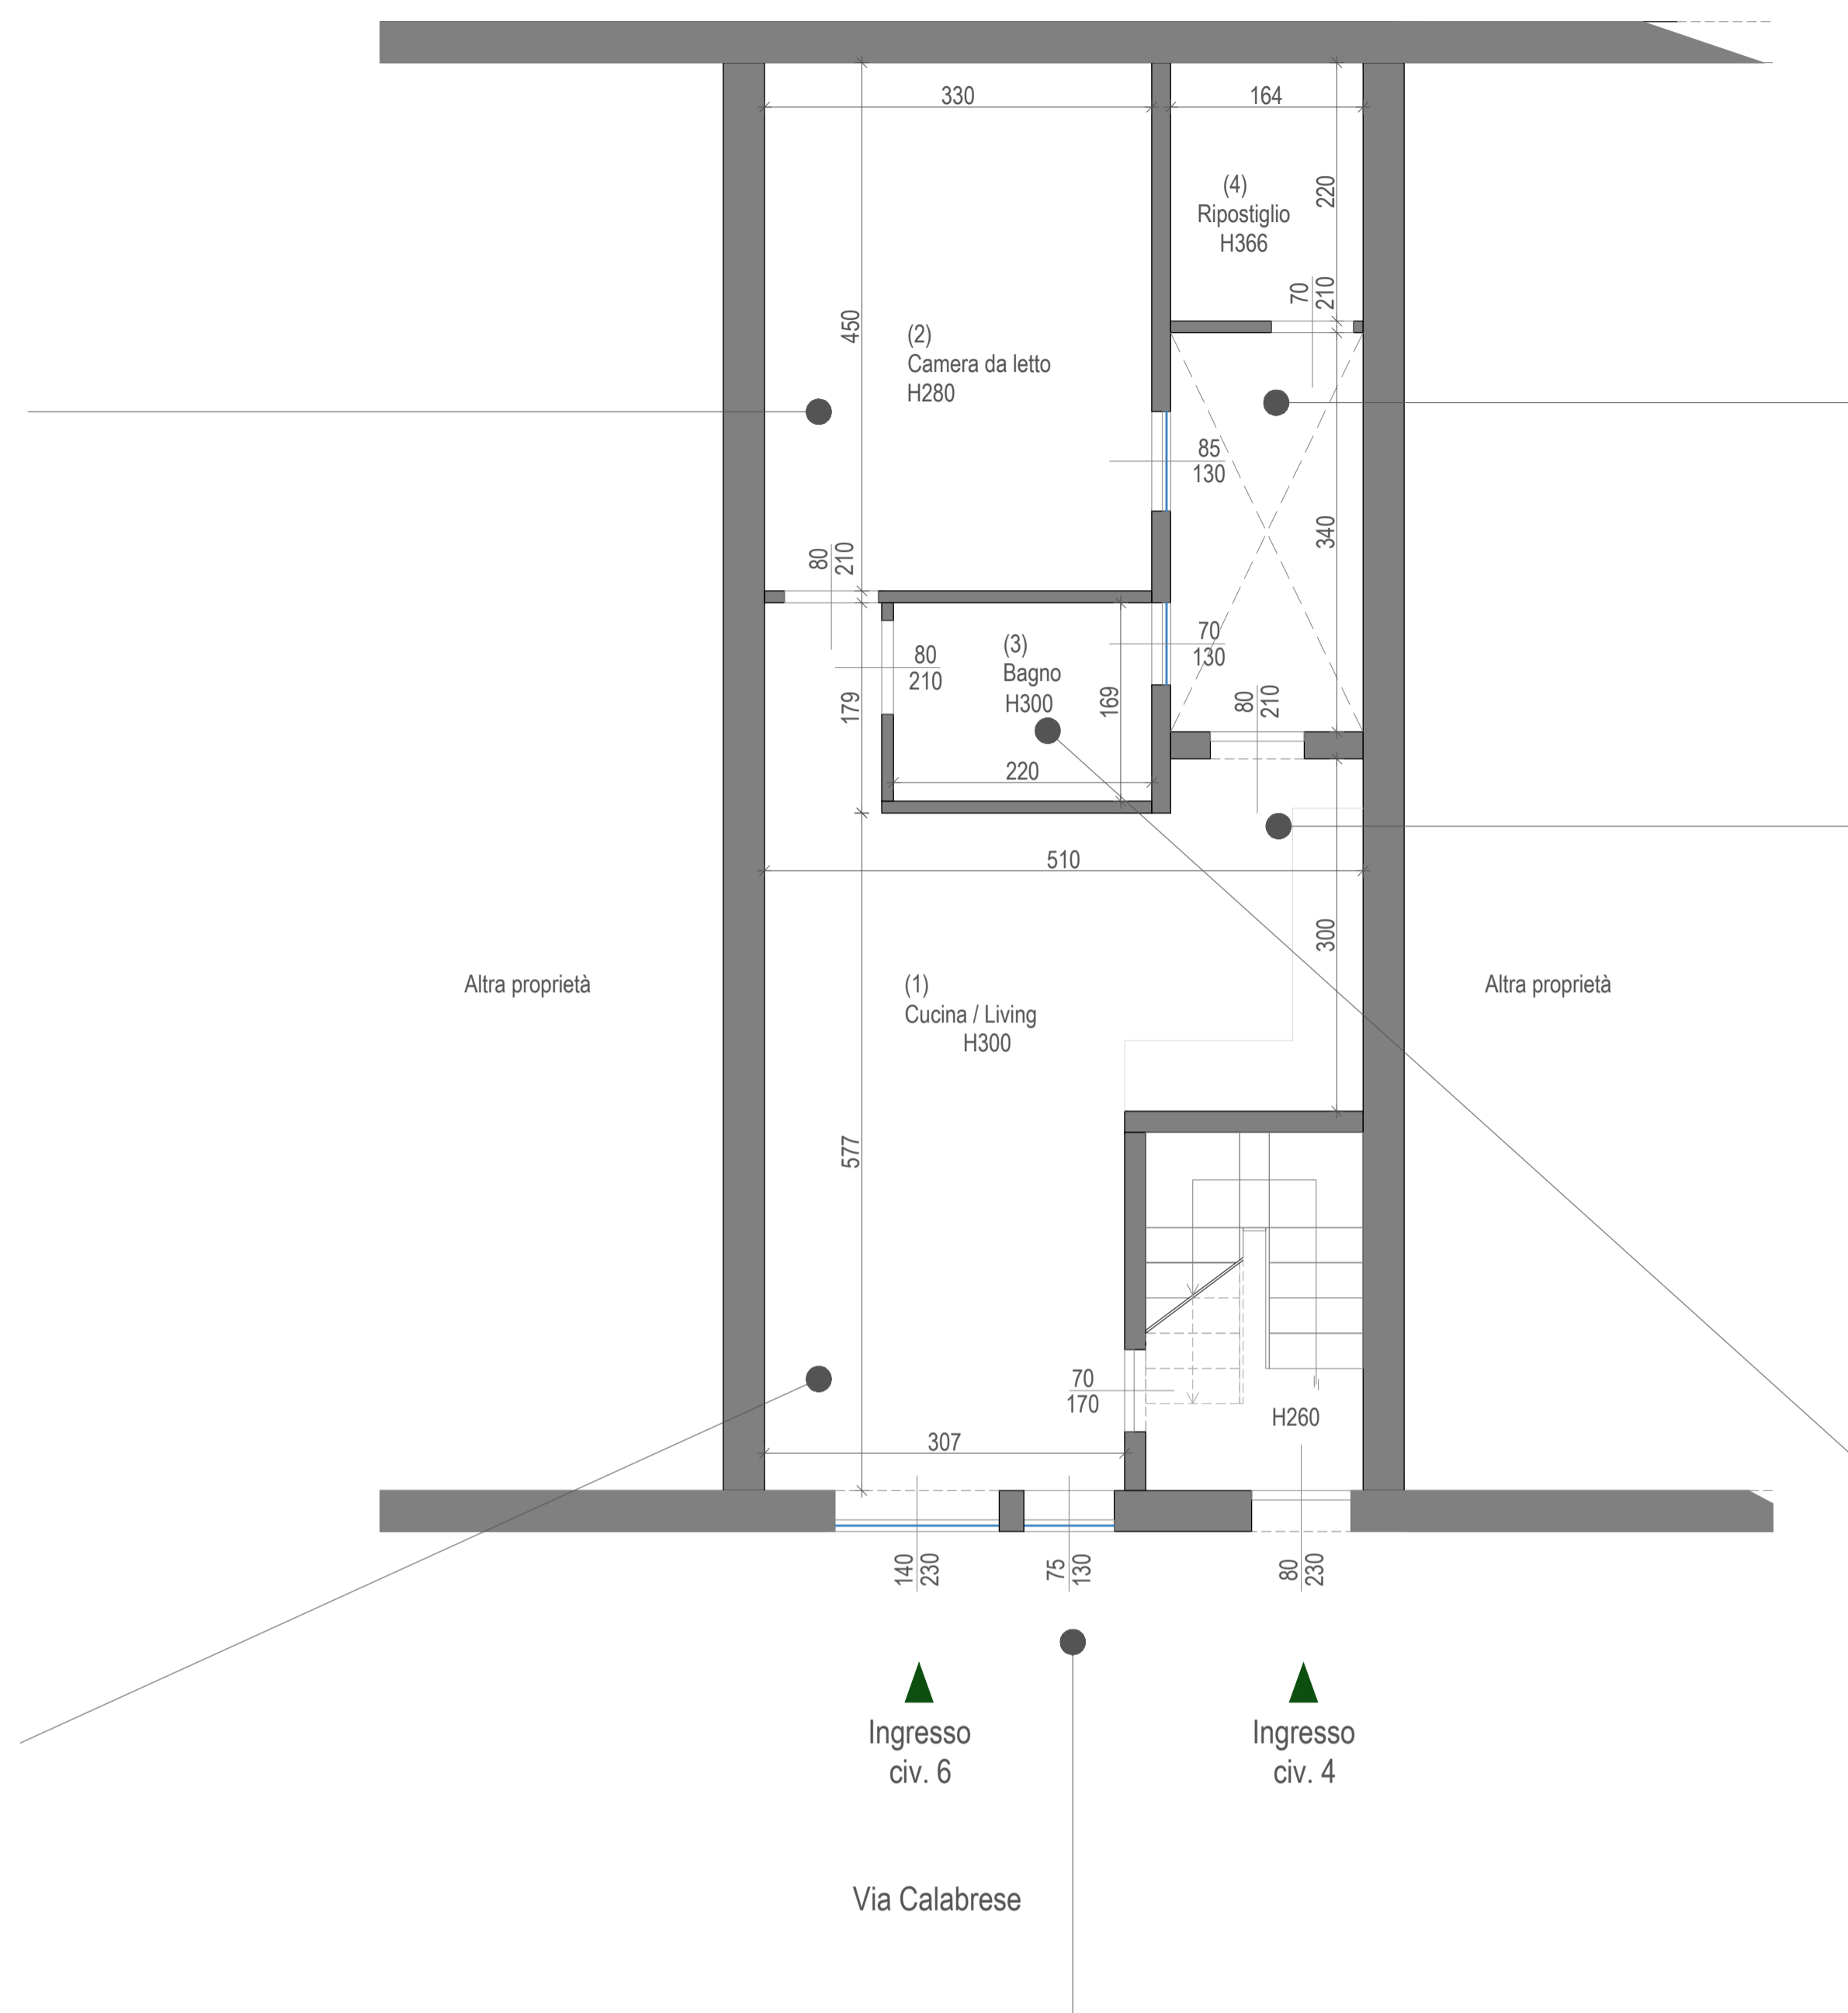 330
164
(4)
Ripostiglio
H366
220
70
210
450
(2)
Camera da letto
H280
85
130
340
80
210
(3)
Bagno
H300
70
130
80
210
179
169
80
210
220
510
300
Altra proprietà
Altra proprietà
(1)
Cucina / Living
H300
577
70
170
H260
307
140
230
75
130
80
230
Ingresso
civ. 6
Ingresso
civ. 4
Via Calabrese